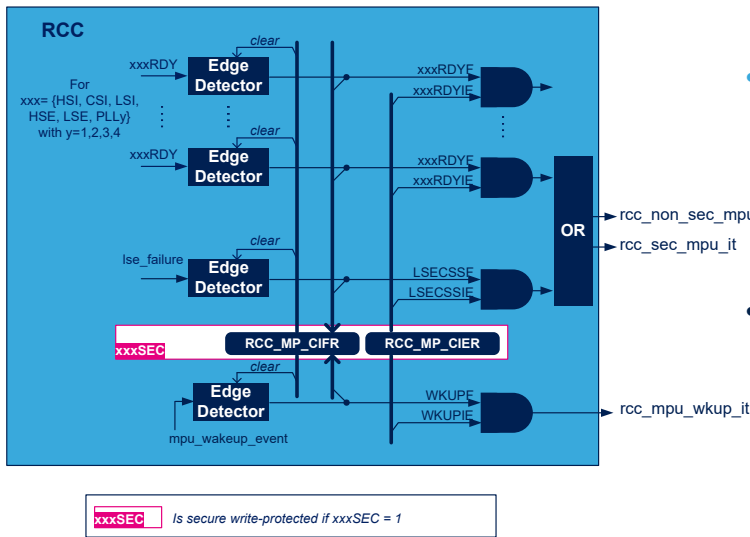 RCC
clear
xxxRDY
Edge
Detector
xxxRDYF
xxxRDYIE
For
xxx= {HSI, CSI, LSI,
HSE, LSE, PLLy}
with y=1,2,3,4
clear
xxxRDY
Edge
Detector
xxxRDYF
xxxRDYIE
OR
rcc_non_sec_mpu
rcc_sec_mpu_it
clear
lse_failure
Edge
Detector
LSECSSF
LSECSSIE
xxxSEC
RCC_MP_CIFR
RCC_MP_CIER
clear
Edge
Detector
WKUPF
WKUPIE
rcc_mpu_wkup_it
mpu_wakeup_event
xxxSEC
Is secure write-protected if xxxSEC = 1